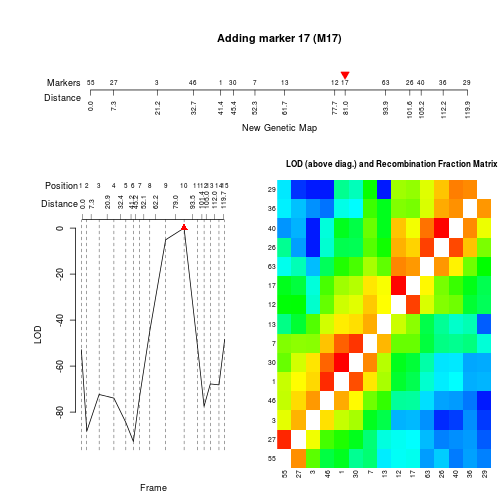 Adding marker 17 (M17)
Markers 55 27 3 46 1 30 7 13 12 17 63 26 40 36 29
Distance 0.0 7.3 21.2 32.7 41.4 45.4 52.3 61.7 77.7 81.0 93.9 101.6 105.2 112.2 119.9
New Genetic Map
LOD (above diag.) and Recombination Fraction Matrix
Position 1 2 3 4 5 6 7 8 9 10 11 12 13 14 15
Distance 0.0 7.3 20.9 32.4 41.2 45.2 52.1 62.2 79.0 93.5 101.4 105.0 112.0 119.7
LOD
0
-20
-40
-60
-80
Frame
29
36
40
26
63
17
12
13
7
30
1
46
3
27
55
55 27 3 46 1 30 7 13 12 17 63 26 40 36 29